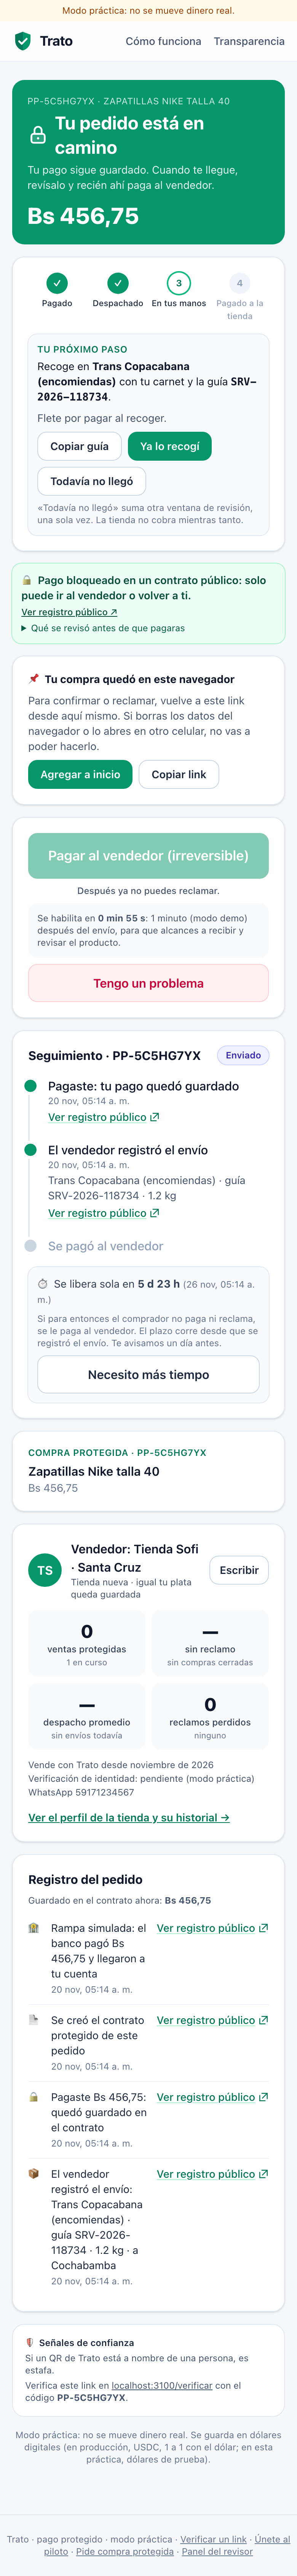 Modo práctica: no se mueve dinero real.
Trato
Cómo funciona
Transparencia
PP-5C5HG7YX · ZAPATILLAS NIKE TALLA 40
Tu pedido está en
camino
Tu pago sigue guardado. Cuando te llegue,
revísalo y recién ahí paga al vendedor.
Bs 456,75
Pagado
Despachado
3
En tus manos
4
Pagado a la
tienda
TU PRÓXIMO PASO
Recoge en Trans Copacabana
(encomiendas) con tu carnet y la guía SRV-
2026-118734.
Flete por pagar al recoger.
Copiar guía
Ya lo recogí
Todavía no llegó
«Todavía no llegó» suma otra ventana de revisión,
una sola vez. La tienda no cobra mientras tanto.
Pago bloqueado en un contrato público: solo
puede ir al vendedor o volver a ti.
Ver registro público ↗
▶ Qué se revisó antes de que pagaras
Tu compra quedó en este navegador
Para confirmar o reclamar, vuelve a este link
desde aquí mismo. Si borras los datos del
navegador o lo abres en otro celular, no vas a
poder hacerlo.
Agregar a inicio
Copiar link
Pagar al vendedor (irreversible)
Después ya no puedes reclamar.
Se habilita en 0 min 55 s: 1 minuto (modo demo)
después del envío, para que alcances a recibir y
revisar el producto.
Tengo un problema
Seguimiento · PP-5C5HG7YX
Enviado
Pagaste: tu pago quedó guardado
20 nov, 05:14 a. m.
Ver registro público
El vendedor registró el envío
20 nov, 05:14 a. m.
Trans Copacabana (encomiendas) · guía
SRV-2026-118734 · 1.2 kg
Ver registro público
Se pagó al vendedor
Se libera sola en 5 d 23 h (26 nov, 05:14 a.
m.)
Si para entonces el comprador no paga ni reclama,
se le paga al vendedor. El plazo corre desde que se
registró el envío. Te avisamos un día antes.
Necesito más tiempo
COMPRA PROTEGIDA · PP-5C5HG7YX
Zapatillas Nike talla 40
Bs 456,75
TS
Vendedor: Tienda Sofi
· Santa Cruz
Tienda nueva · igual tu plata
queda guardada
Escribir
0
ventas protegidas
1 en curso
—
sin reclamo
sin compras cerradas
—
despacho promedio
sin envíos todavía
0
reclamos perdidos
ninguno
Vende con Trato desde noviembre de 2026
Verificación de identidad: pendiente (modo práctica)
WhatsApp 59171234567
Ver el perfil de la tienda y su historial →
Registro del pedido
Guardado en el contrato ahora: Bs 456,75
Rampa simulada: el
banco pagó Bs
456,75 y llegaron a
tu cuenta
20 nov, 05:14 a. m.
Ver registro público
Se creó el contrato
protegido de este
pedido
20 nov, 05:14 a. m.
Ver registro público
Pagaste Bs 456,75:
quedó guardado en
el contrato
20 nov, 05:14 a. m.
Ver registro público
El vendedor
registró el envío:
Trans Copacabana
(encomiendas) ·
guía SRV-2026-
118734 · 1.2 kg · a
Cochabamba
20 nov, 05:14 a. m.
Ver registro público
Señales de confianza
Si un QR de Trato está a nombre de una persona, es
estafa.
Verifica este link en localhost:3100/verificar con el
código PP-5C5HG7YX.
Modo práctica: no se mueve dinero real. Se guarda en dólares
digitales (en producción, USDC, 1 a 1 con el dólar; en esta
práctica, dólares de prueba).
Trato · pago protegido · modo práctica · Verificar un link · Únete al
piloto · Pide compra protegida · Panel del revisor